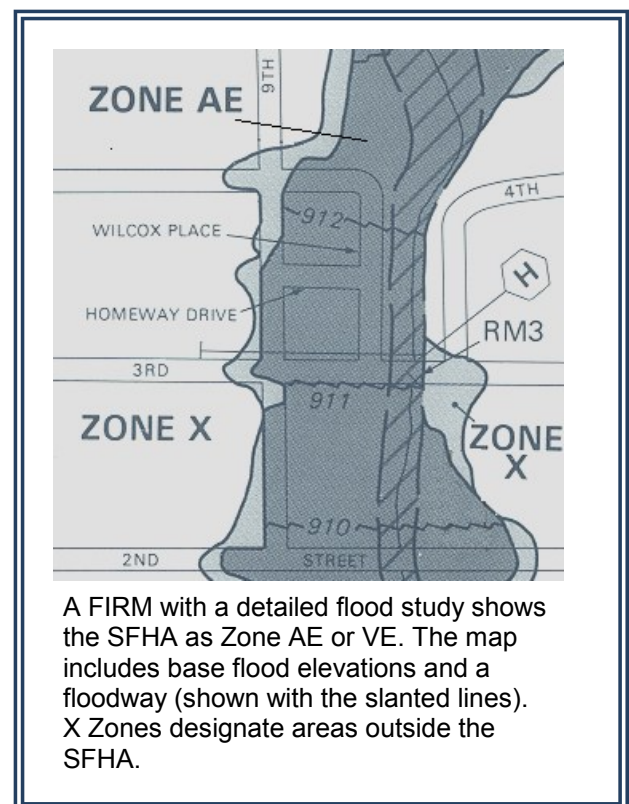 9TH
ZONE AE
4TH
912
WILCOX PLACE
H
HOMEWAY DRIVE
RM3
3RD
911
ZONE X
ZONE
X
910
2ND
STREET
A FIRM with a detailed flood study shows
the SFHA as Zone AE or VE. The map
includes base flood elevations and a
floodway (shown with the slanted lines).
X Zones designate areas outside the
SFHA.